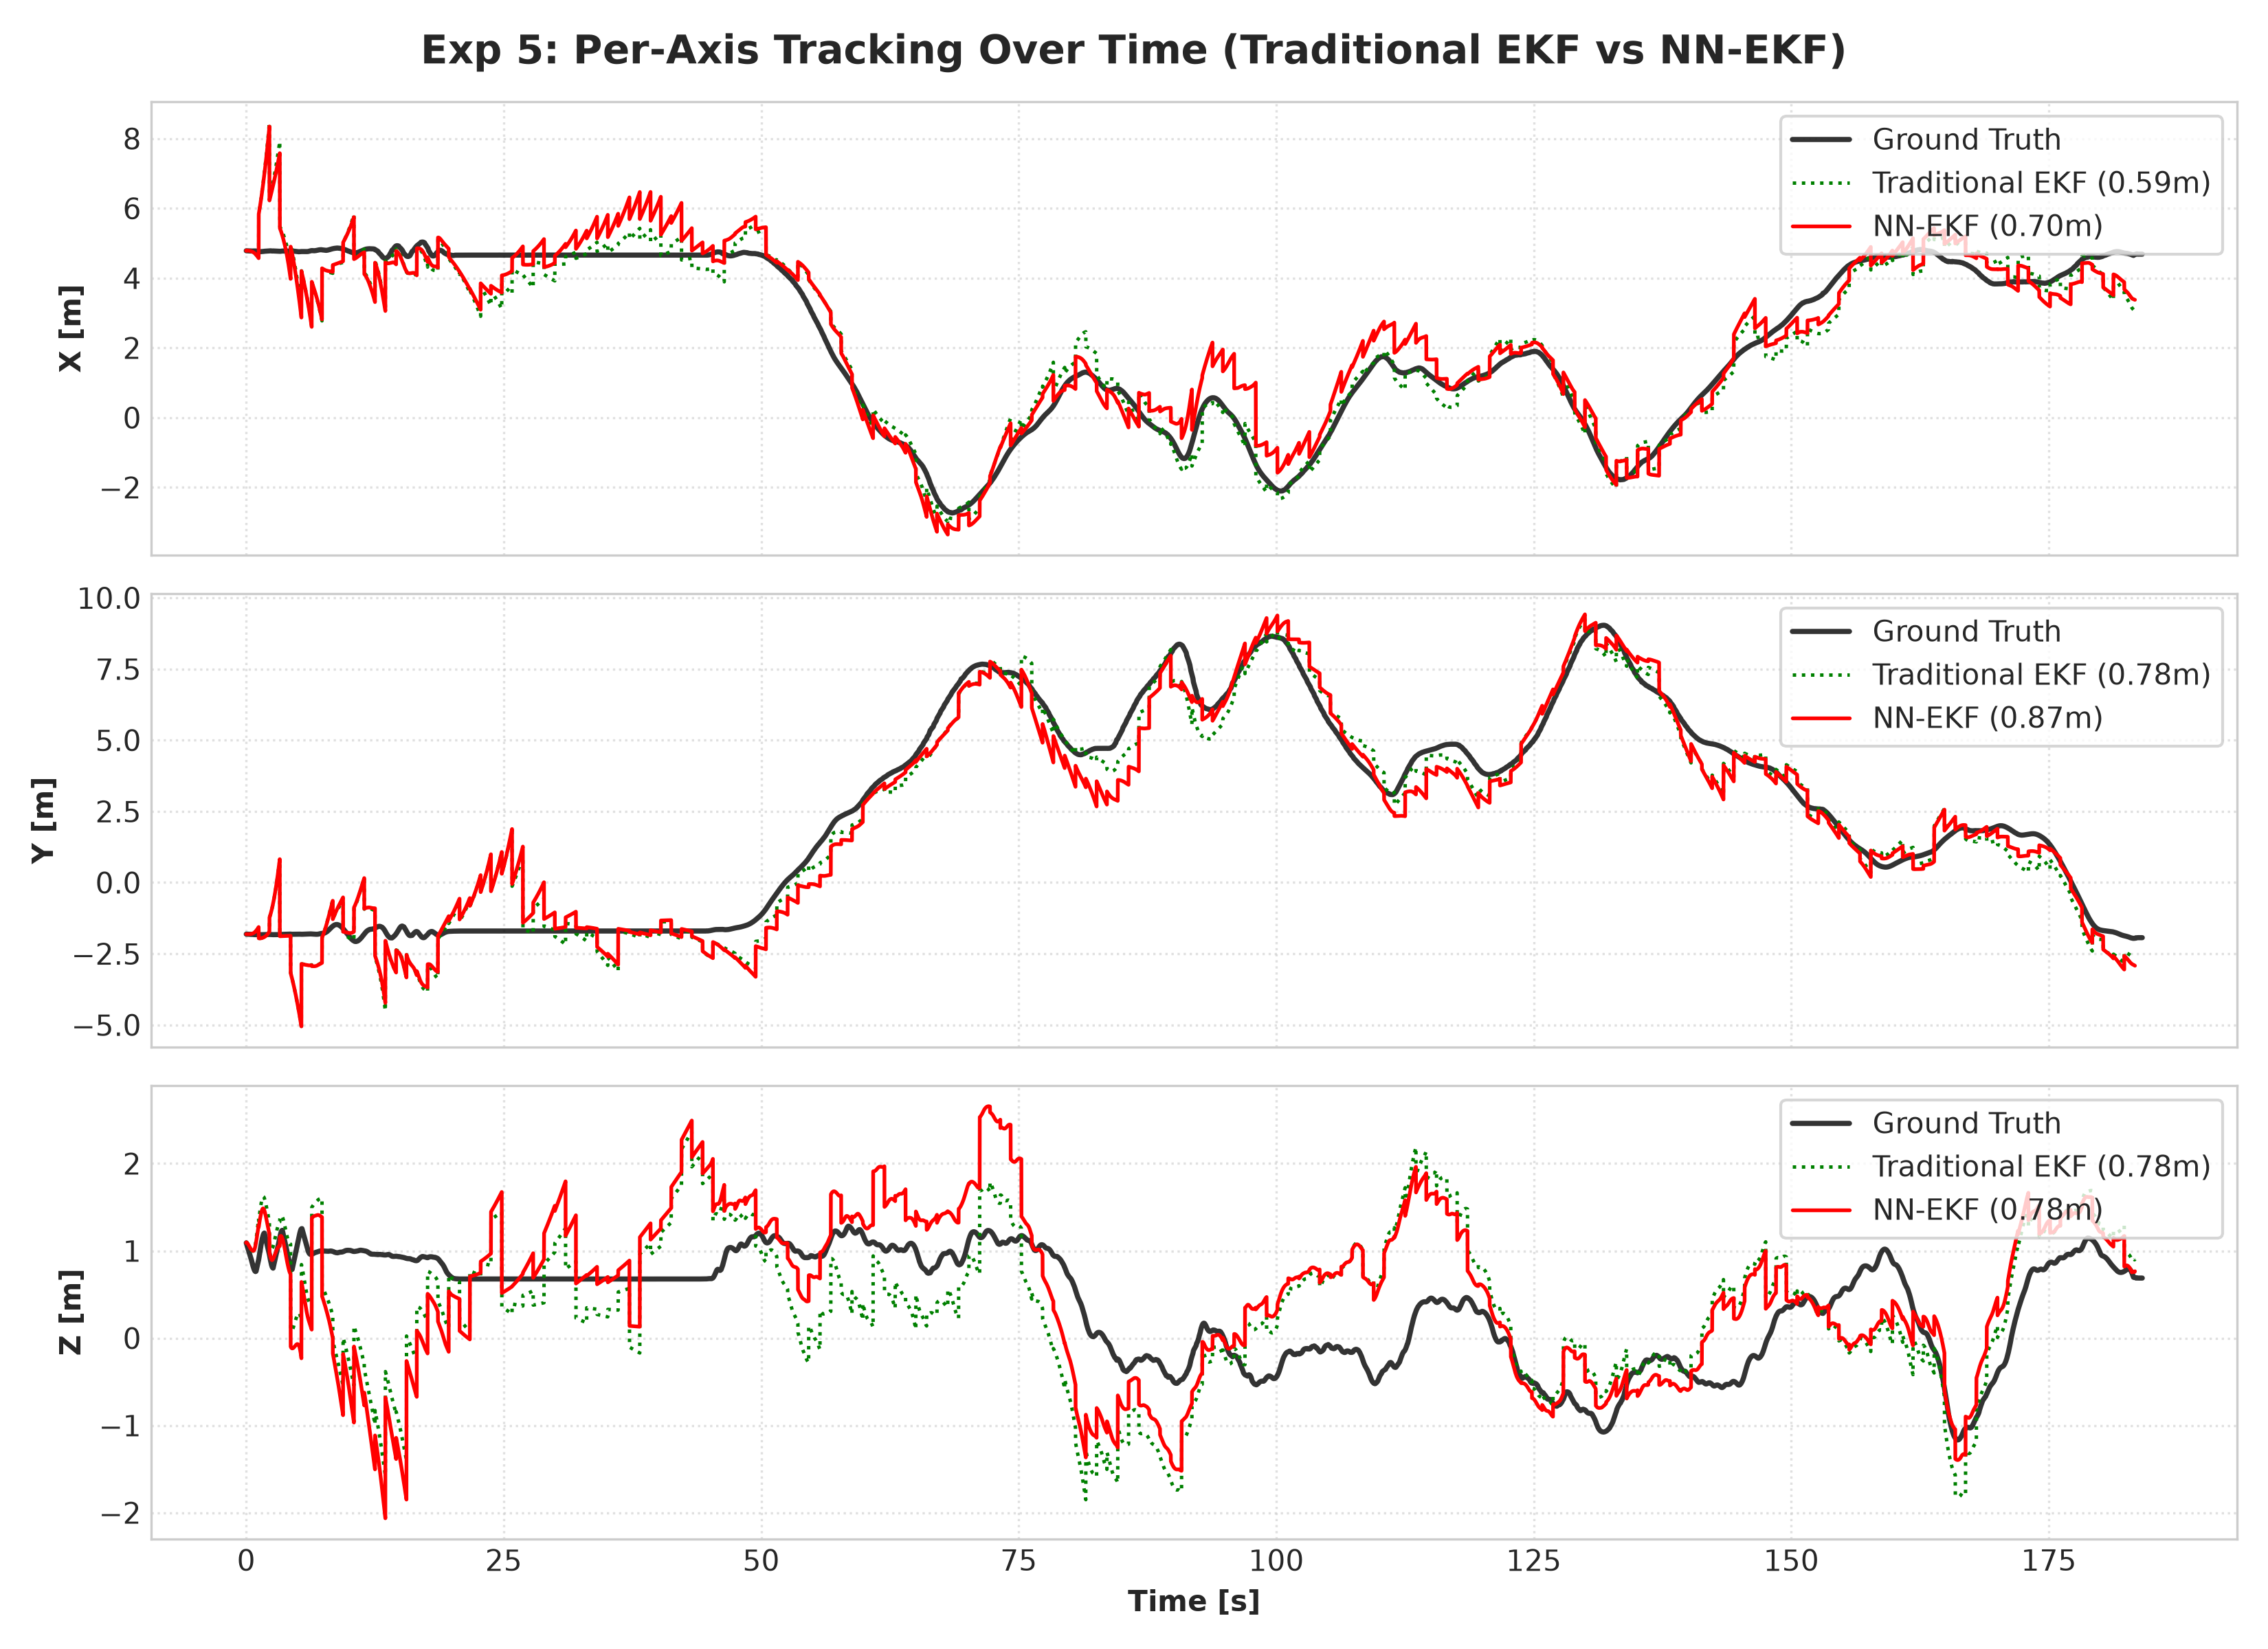 Exp 5: Per-Axis Tracking Over Time (Traditional EKF vs NN-EKF)
X [m]
8
6
4
2
0
−2
Ground Truth
Traditional EKF (0.59m)
NN-EKF (0.70m)
Y [m]
10.0
7.5
5.0
2.5
0.0
−2.5
−5.0
Ground Truth
Traditional EKF (0.78m)
NN-EKF (0.87m)
Z [m]
2
1
0
−1
−2
Ground Truth
Traditional EKF (0.78m)
NN-EKF (0.78m)
0 25 50 75 100 125 150 175
Time [s]